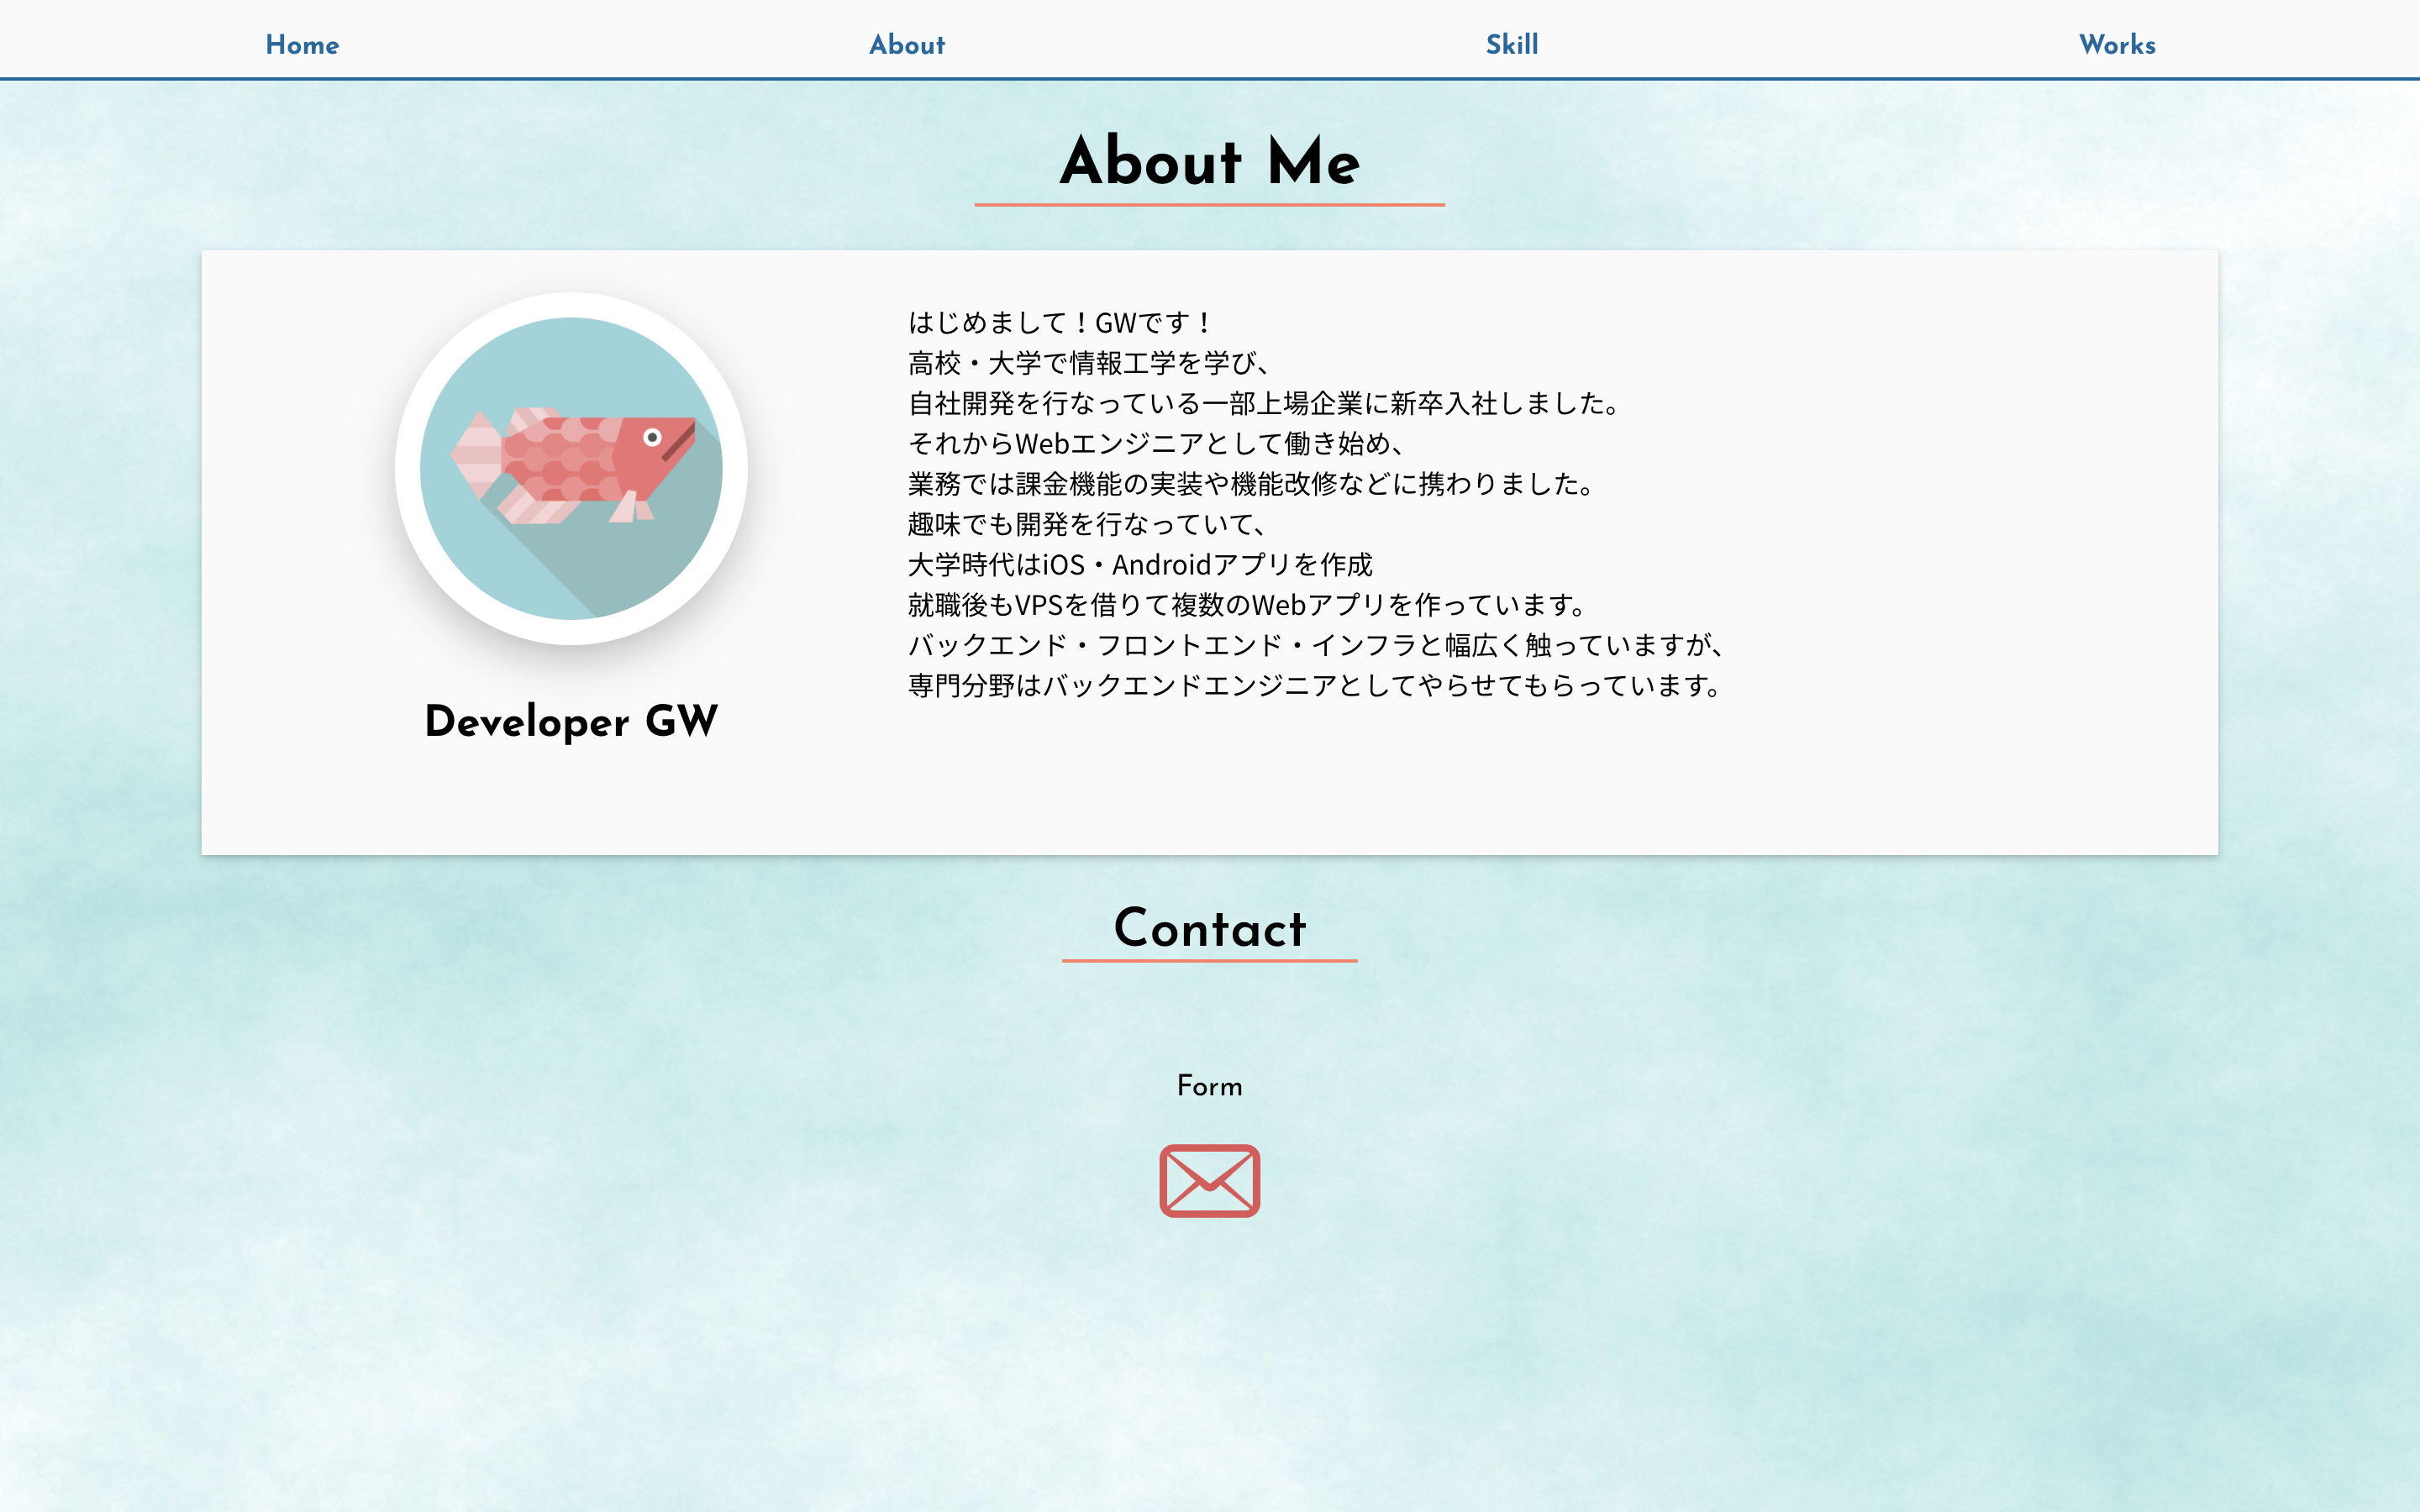 Home
About
Skill
Works
About Me
はじめまして！GWです！
高校・大学で情報工学を学び、
自社開発を行なっている一部上場企業に新卒入社しました。
それからWebエンジニアとして働き始め、
業務では課金機能の実装や機能改修などに携わりました。
趣味でも開発を行なっていて、
大学時代はiOS・Androidアプリを作成
就職後もVPSを借りて複数のWebアプリを作っています。
バックエンド・フロントエンド・インフラと幅広く触っていますが、
専門分野はバックエンドエンジニアとしてやらせてもらっています。
Developer GW
Contact
Form